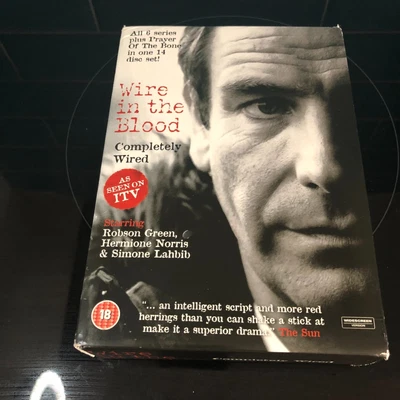 All 6 series
plus Prayer
Of The Bone
in one 14
disc set!
Wire
in the
Blood
Completely
Wired
AS
SEEN ON
ITV
Starring
Robson Green,
Hermione Norris
& Simone Lahbib
"... an intelligent script and more red
herrings than you can shake a stick at
make it a superior drama" The Sun
18
WIDESCREEN